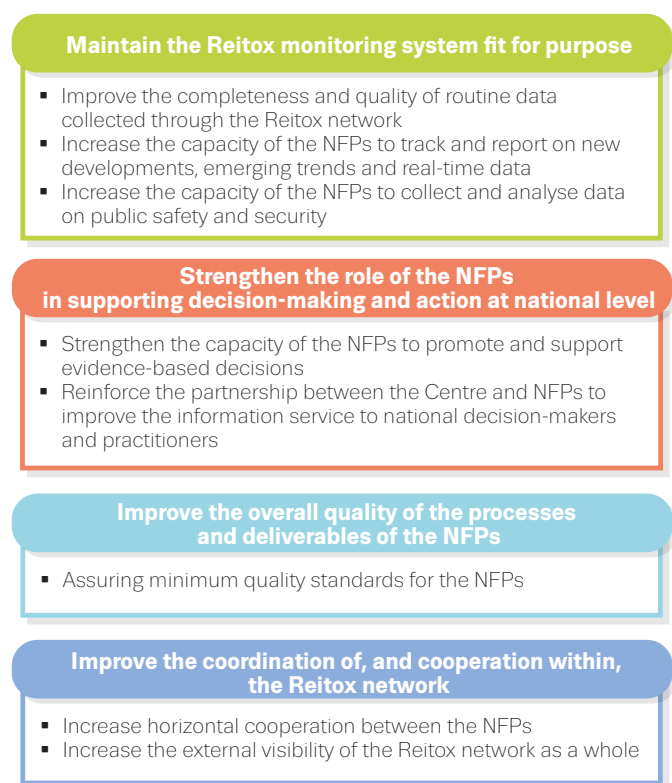 Maintain the Reitox monitoring system fit for purpose
▪ Improve the completeness and quality of routine data
collected through the Reitox network
▪ Increase the capacity of the NFPs to track and report on new
developments, emerging trends and real-time data
▪ Increase the capacity of the NFPs to collect and analyse data
on public safety and security
Strengthen the role of the NFPs
in supporting decision-making and action at national level
▪ Strengthen the capacity of the NFPs to promote and support
evidence-based decisions
▪ Reinforce the partnership between the Centre and NFPs to
improve the information service to national decision-makers
and practitioners
Improve the overall quality of the processes
and deliverables of the NFPs
▪ Assuring minimum quality standards for the NFPs
Improve the coordination of, and cooperation within,
the Reitox network
▪ Increase horizontal cooperation between the NFPs
▪ Increase the external visibility of the Reitox network as a whole